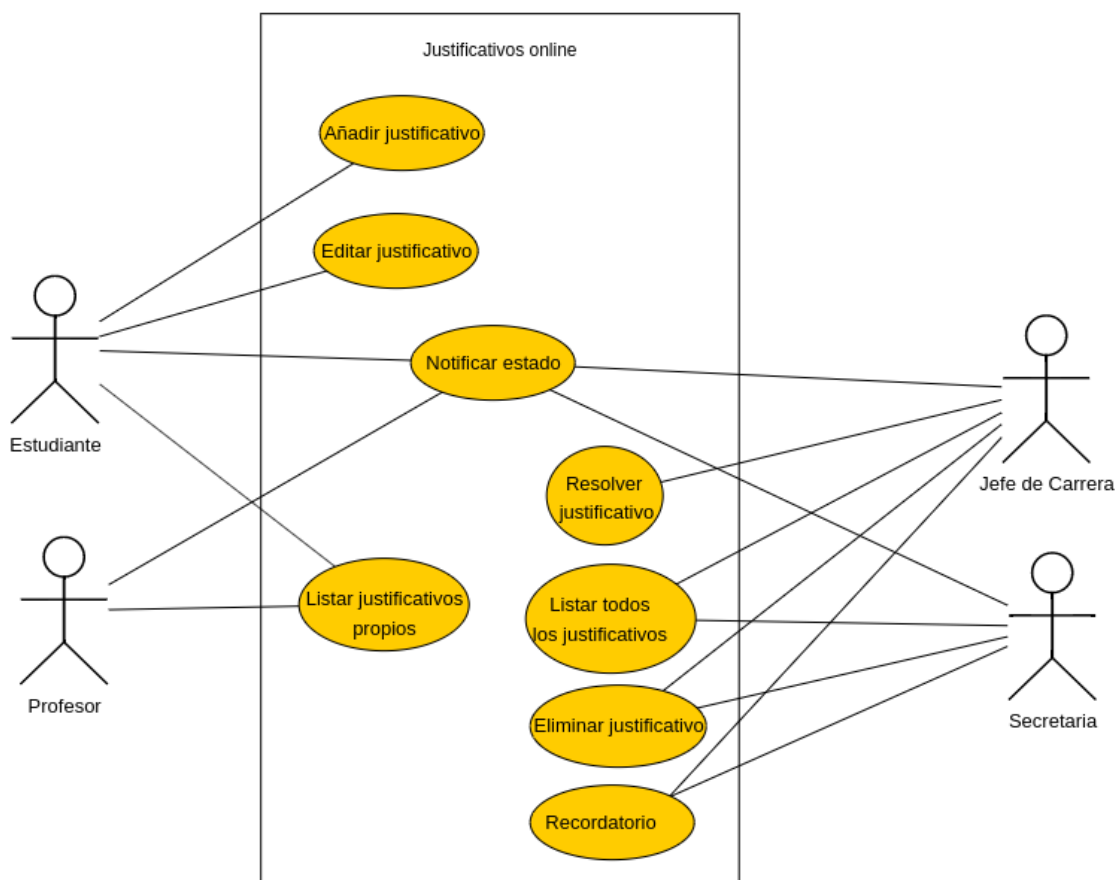 Justificativos online
Añadir justificativo
Editar justificativo
Notificar estado
Estudiante
Resolver
justificativo
Jefe de Carrera
Listar justificativos
propios
Listar todos
los justificativos
Profesor
Eliminar justificativo
Secretaria
Recordatorio